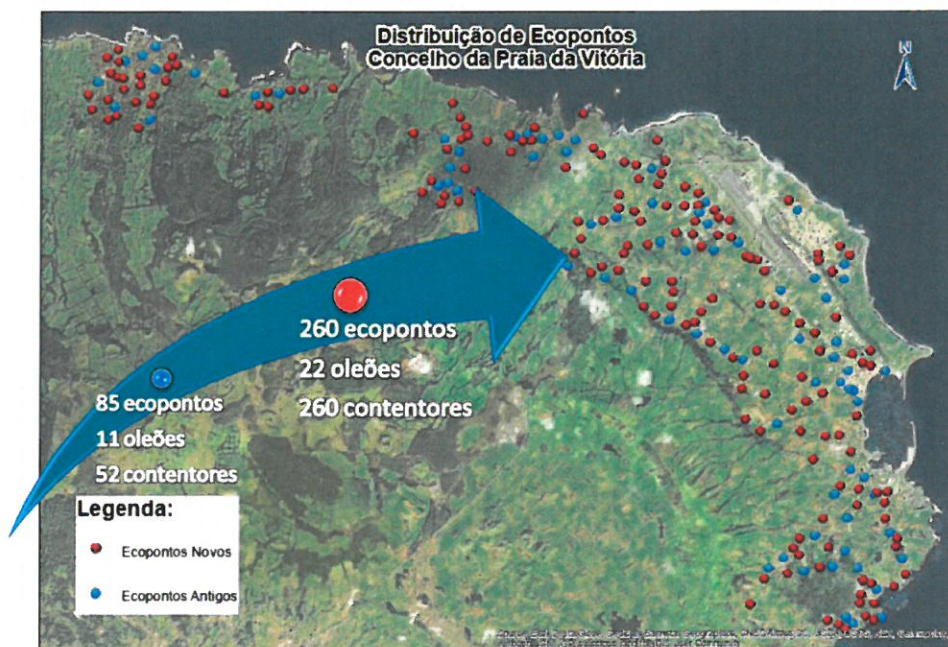 Distribuição de Ecopontos
Concelho da Praia da Vitória
N
260 ecopontos
22 oleões
260 contentores
85 ecopontos
11 oleões
52 contentores
Legenda:
Ecopontos Novos
Ecopontos Antigos